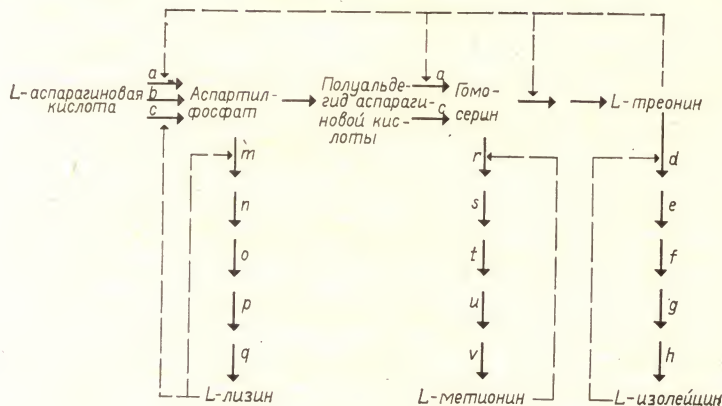 a
b
c
L-аспарагиновая
кислота
Аспартил-
фосфат
Полуальде-
гид аспараги-
новой кис-
лоты
a
c
Гомо-
серин
L-треонин
m
n
o
p
q
r
s
t
u
v
d
e
f
g
h
L-лизин
L-метионин
L-изолейцин